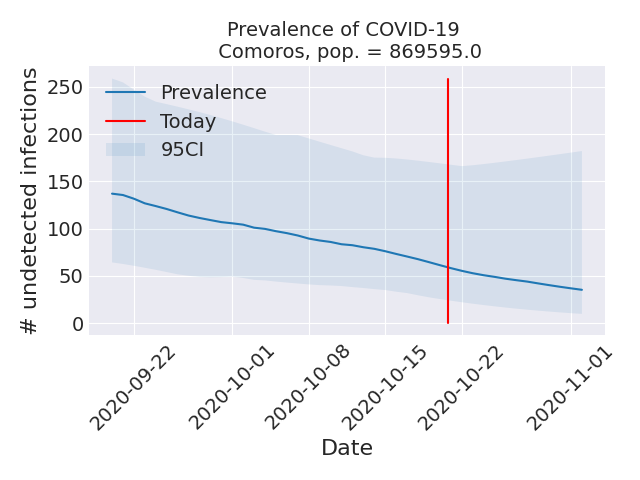 Prevalence of COVID-19
Comoros, pop. = 869595.0
# undetected infections
250
200
150
100
50
0
Prevalence
Today
95CI
2020-09-22
2020-10-01
2020-10-08
2020-10-15
2020-10-22
2020-11-01
Date